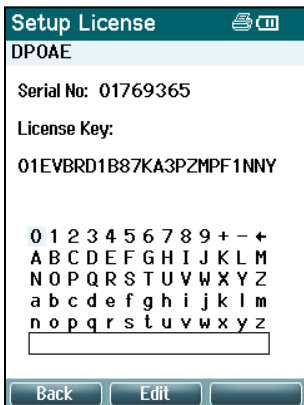 Setup License
DPOAE
Serial No: 01769365
License Key:
01EVBRD1B87KA3PZMPF1NNY
0 1 2 3 4 5 6 7 8 9 + - ←
A B C D E F G H I J K L M
N O P Q R S T U V W X Y Z
a b c d e f g h i j k l m
n o p q r s t u v w x y z
Back Edit